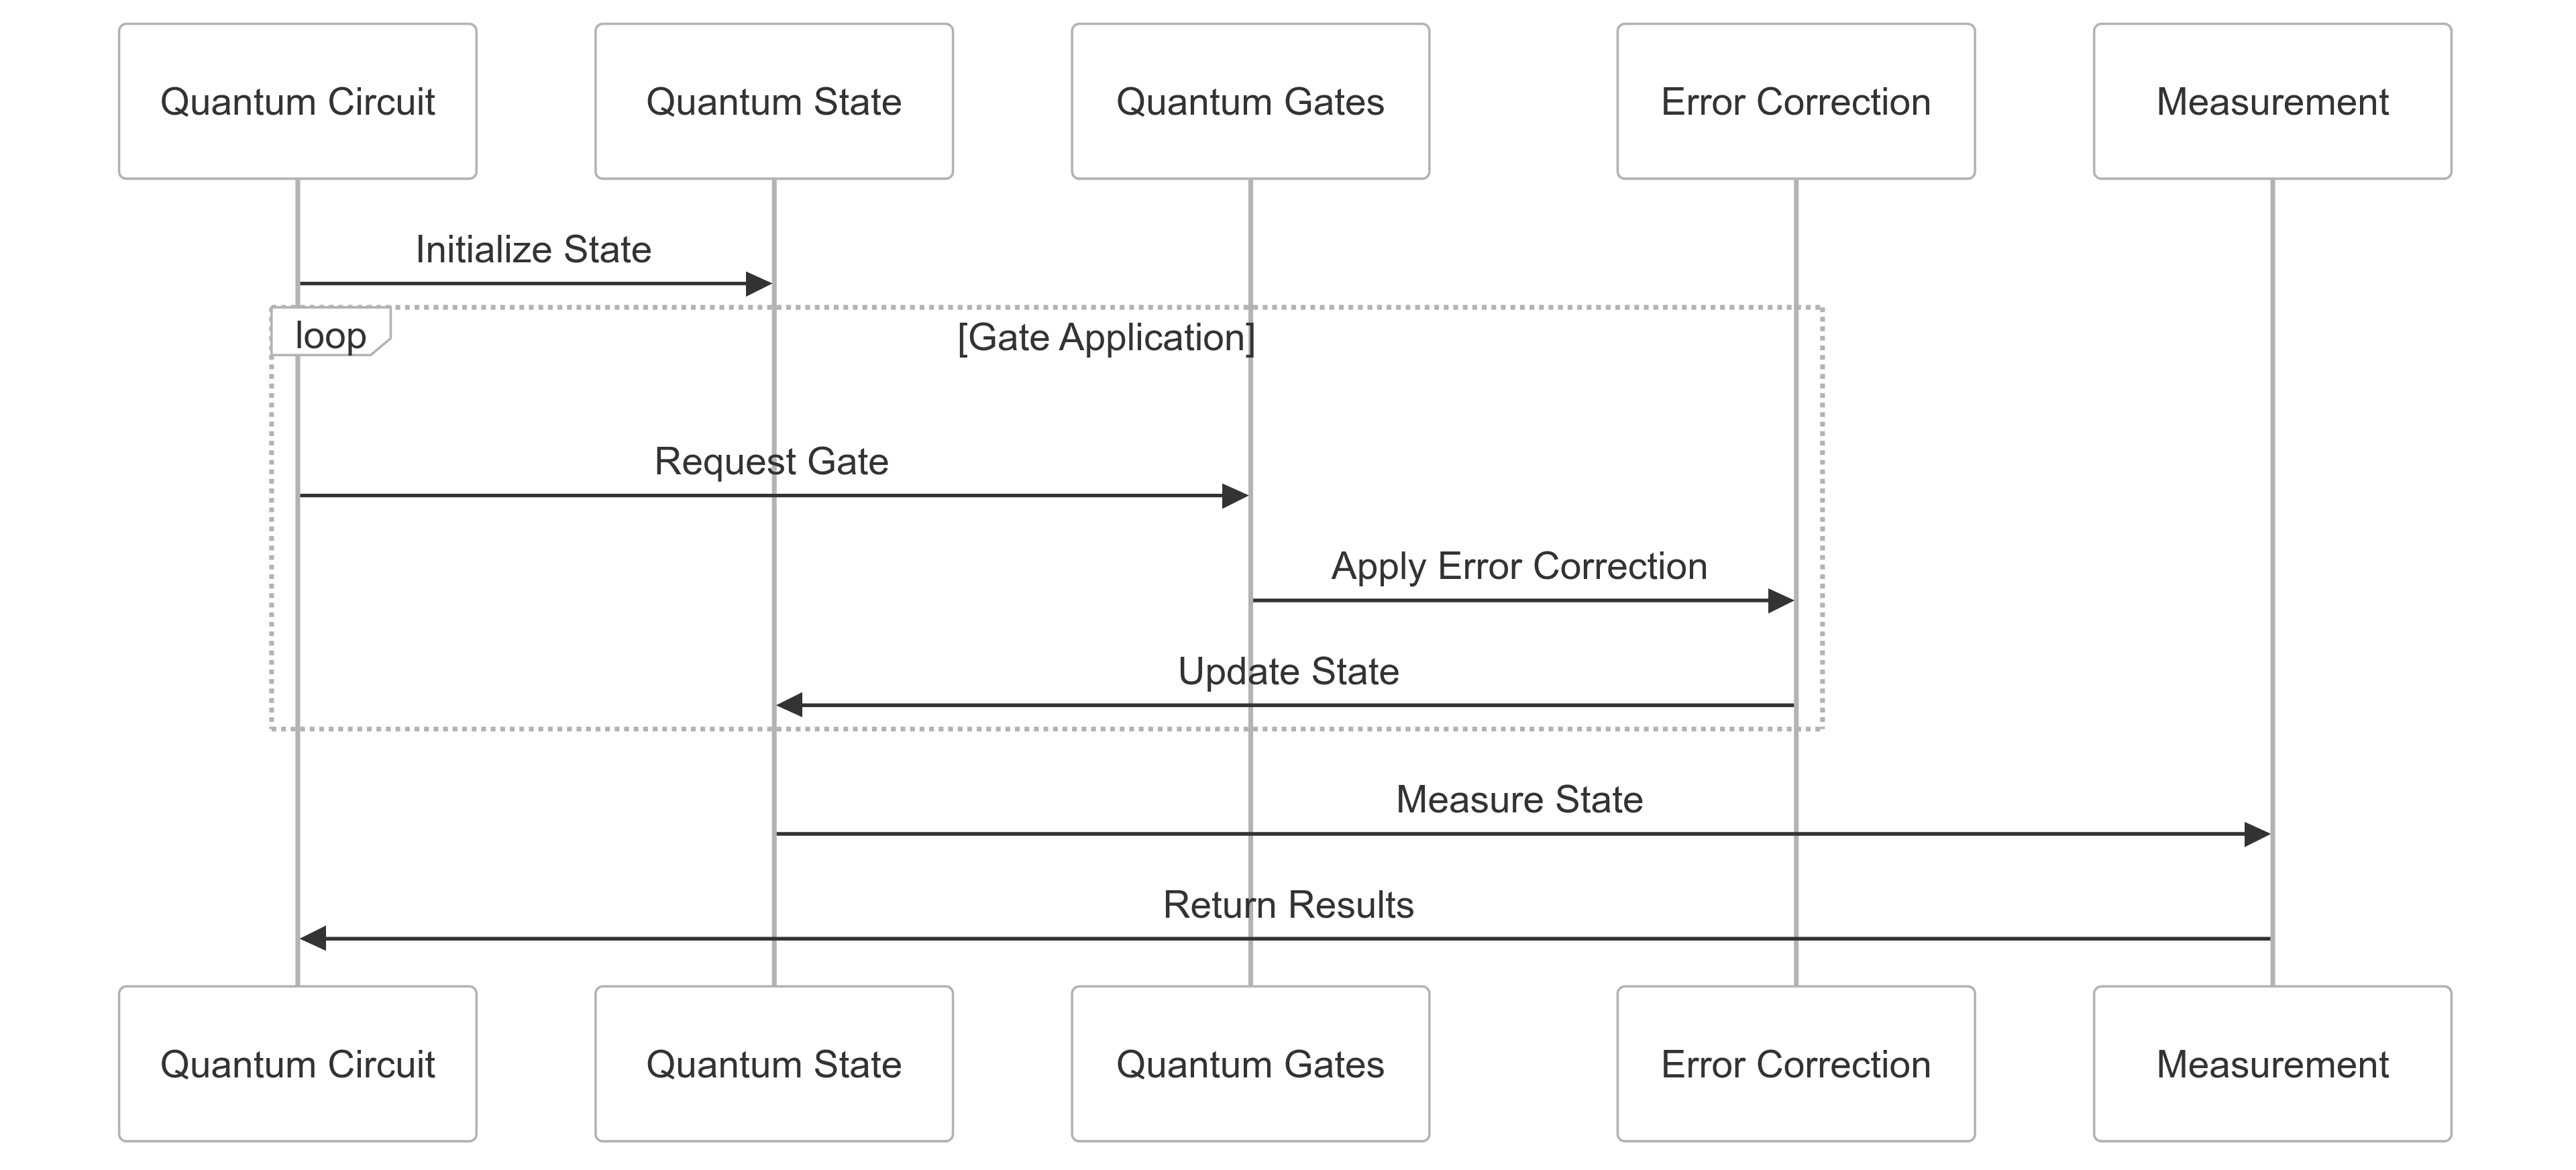 Quantum Circuit
Quantum State
Quantum Gates
Error Correction
Measurement
Initialize State
loop
[Gate Application]
Request Gate
Apply Error Correction
Update State
Measure State
Return Results
Quantum Circuit
Quantum State
Quantum Gates
Error Correction
Measurement